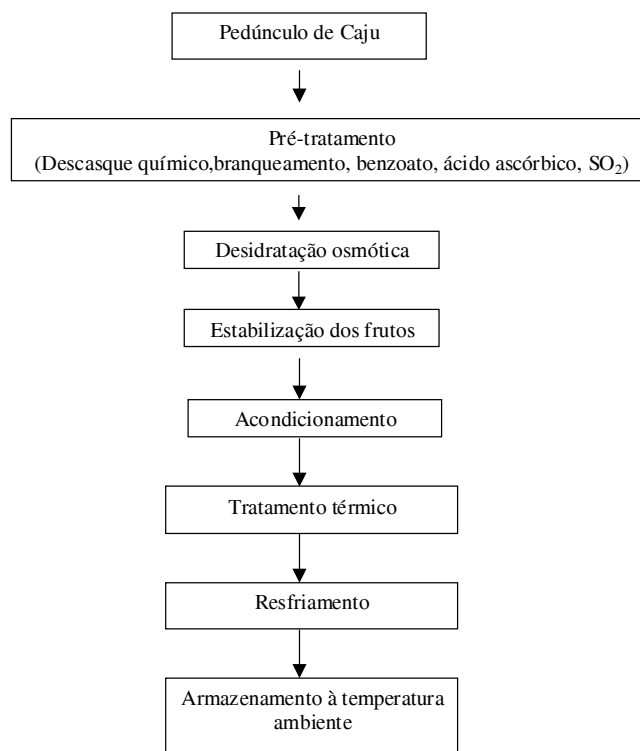 Pedúnculo de Caju
Pré-tratamento
(Descasque químico,branqueamento, benzoato, ácido ascórbico, SO₂)
Desidratação osmótica
Estabilização dos frutos
Acondicionamento
Tratamento térmico
Resfriamento
Armazenamento à temperatura
ambiente